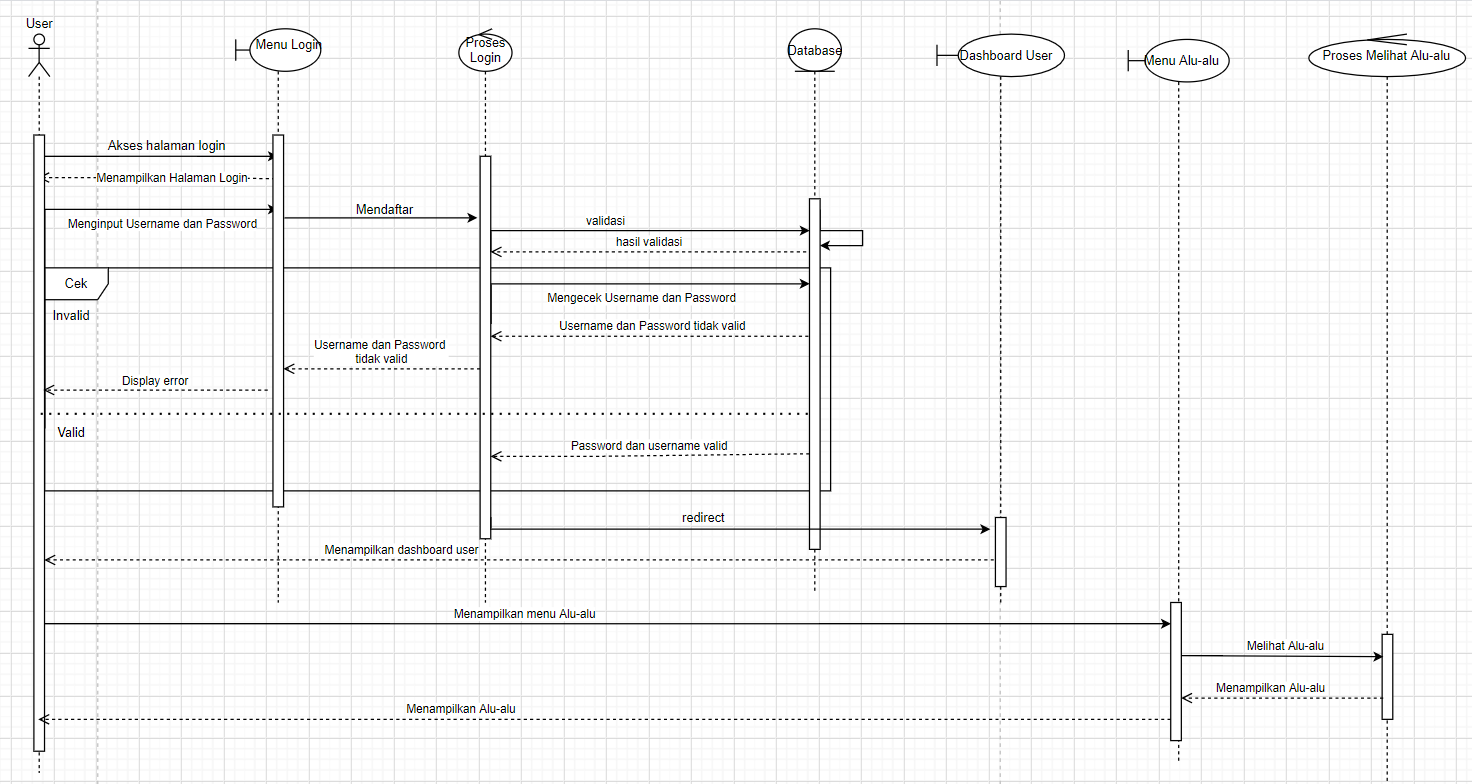 User
Menu Login
Proses
Login
Database
Dashboard User
Menu Alu-alu
Proses Melihat Alu-alu
Akses halaman login
Menampilkan Halaman Login
Menginput Username dan Password
Mendaftar
validasi
hasil validasi
Cek
Mengecek Username dan Password
Invalid
Username dan Password tidak valid
Username dan Password
tidak valid
Display error
Valid
Password dan username valid
redirect
Menampilkan dashboard user
Menampilkan menu Alu-alu
Melihat Alu-alu
Menampilkan Alu-alu
Menampilkan Alu-alu